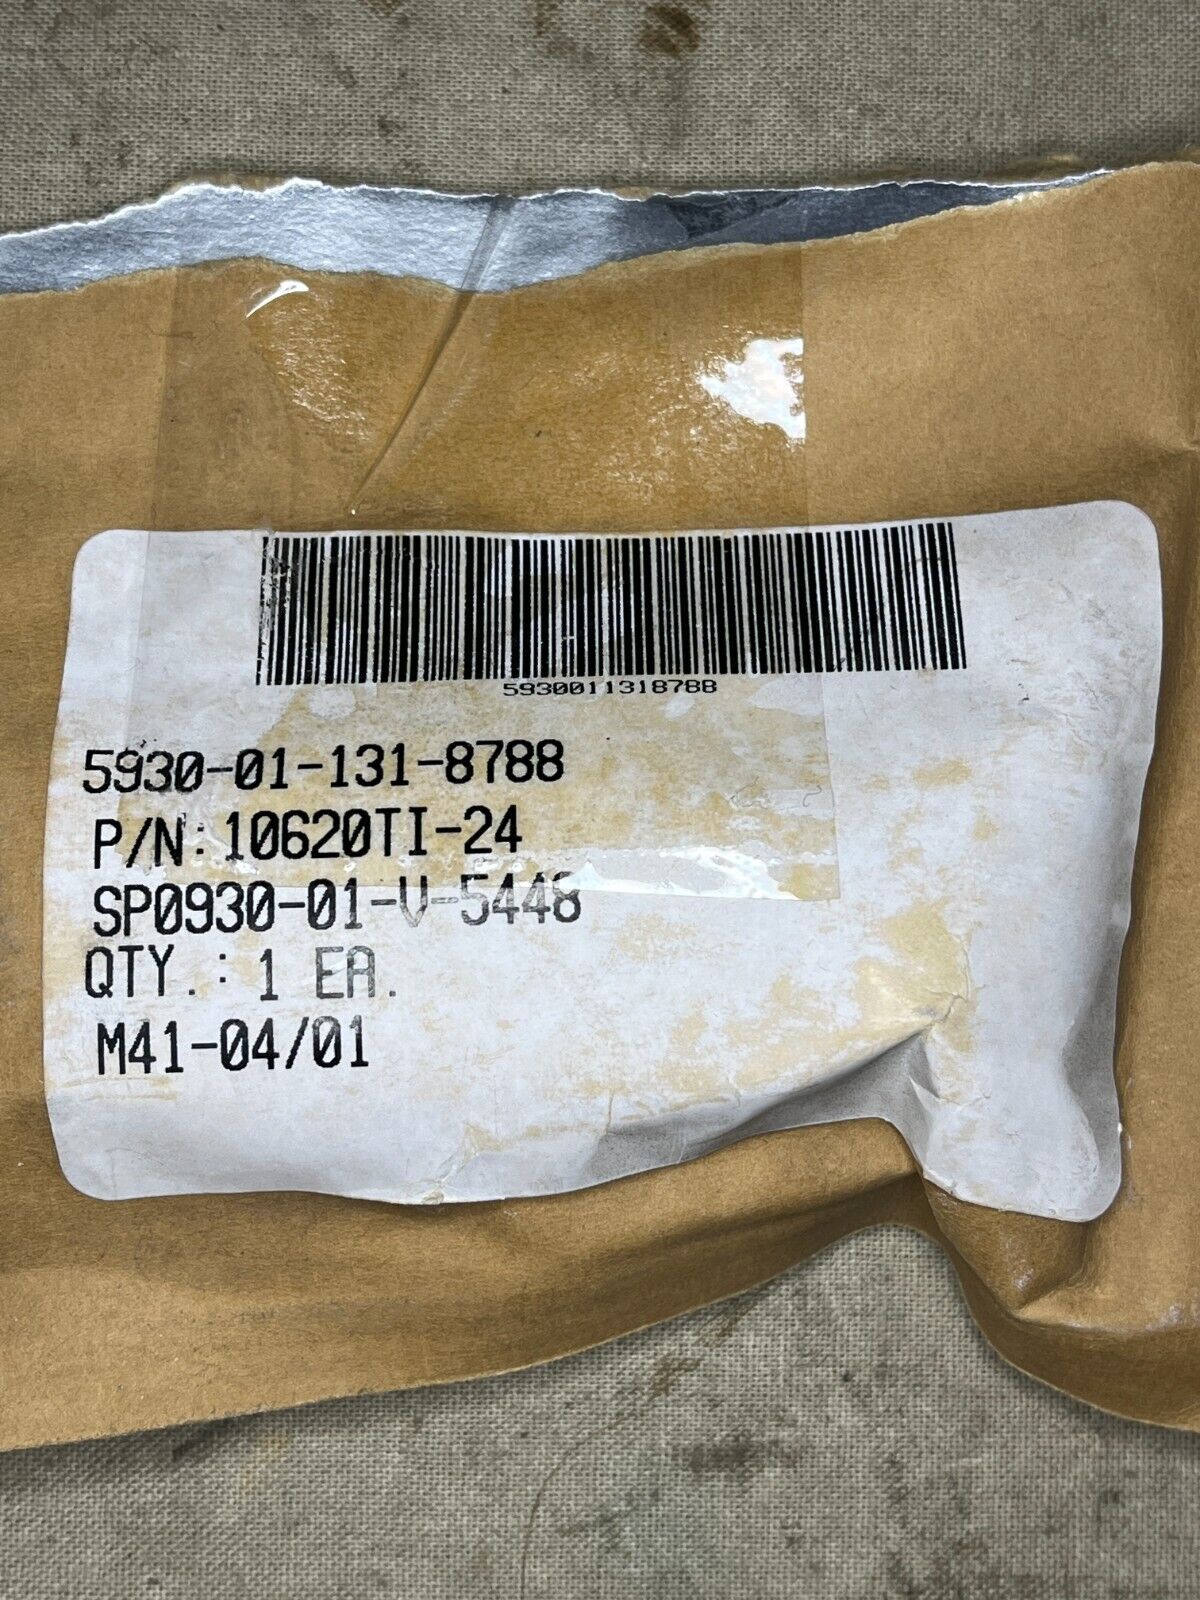 5930011318788
5930-01-131-8788
P/N:10620TI-24
SP0930-01-V-5448
QTY.: 1 EA.
M41-04/01